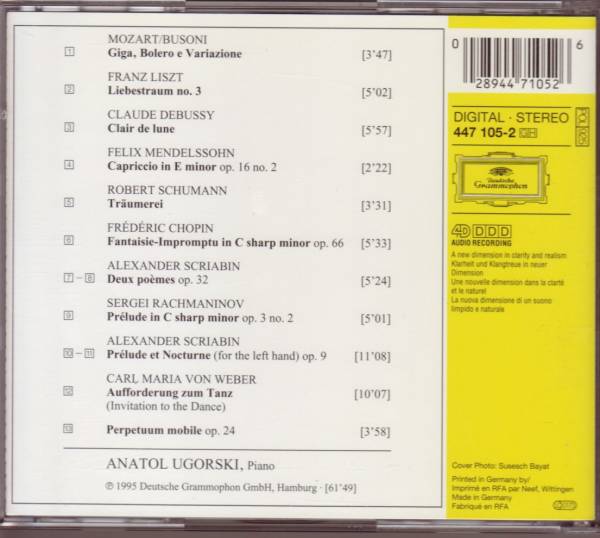 MOZART/BUSONI
1 Giga, Bolero e Variazione [3'47]
FRANZ LISZT
2 Liebestraum no. 3 [5'02]
CLAUDE DEBUSSY
3 Clair de lune [5'57]
FELIX MENDELSSOHN
4 Capriccio in E minor op. 16 no. 2 [2'22]
ROBERT SCHUMANN
5 Träumerei [3'31]
FRÉDÉRIC CHOPIN
6 Fantaisie-Impromptu in C sharp minor op. 66 [5'33]
ALEXANDER SCRIABIN
7 – 8 Deux poèmes op. 32 [5'24]
SERGEI RACHMANINOV
9 Prélude in C sharp minor op. 3 no. 2 [5'01]
ALEXANDER SCRIABIN
10 – 11 Prélude et Nocturne (for the left hand) op. 9 [11'08]
CARL MARIA VON WEBER
12 Aufforderung zum Tanz [10'07]
(Invitation to the Dance)
13 Perpetuum mobile op. 24 [3'58]
ANATOL UGORSKI, Piano
℗ 1995 Deutsche Grammophon GmbH, Hamburg · [61'49]
0 28944 71052 6
DIGITAL · STEREO
447 105-2 GH
Deutsche
Grammophon
4D DDD
AUDIO RECORDING
A new dimension in clarity and realism
Klarheit und Klangtreue in neuer
Dimension
Une nouvelle dimension dans la clarté
et le naturel
La nuova dimensione di un suono
limpido e naturale
Cover Photo: Susesch Bayat
Printed in Germany by/
Imprimé en RFA par Neef, Wittingen
Made in Germany
Fabriqué en RFA